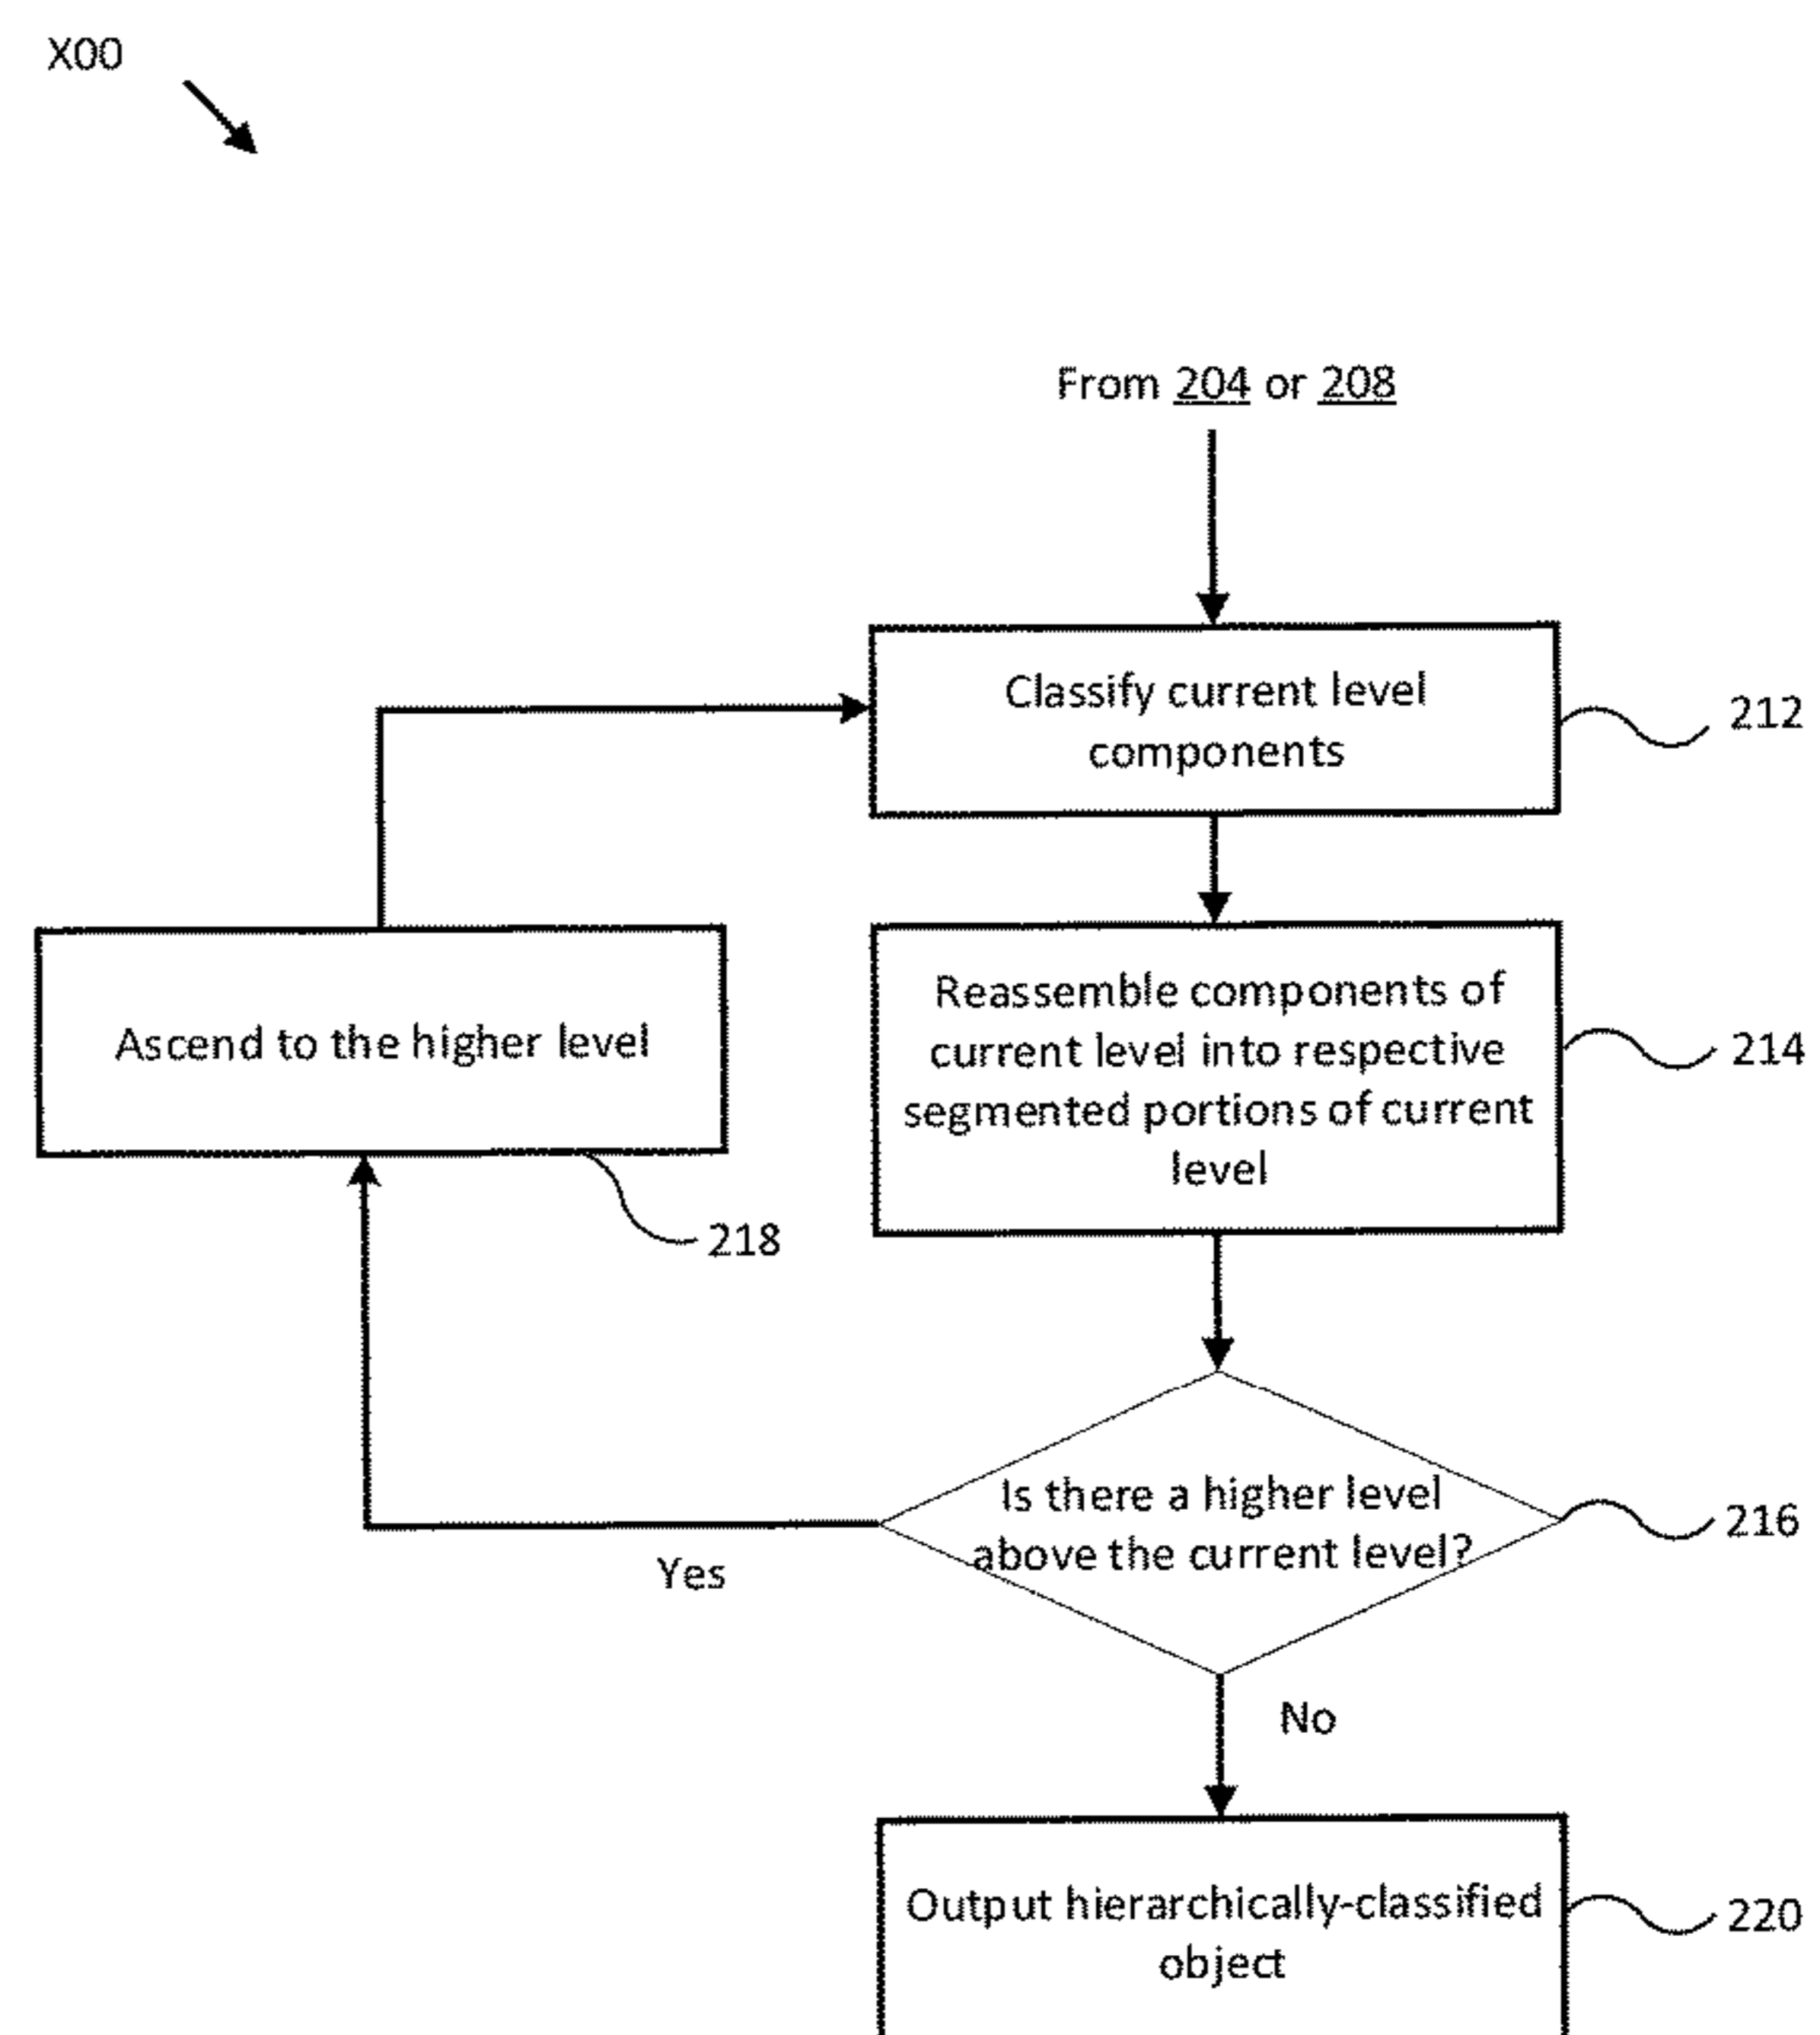 X00
From 204 or 208
Classify current level
components
212
Reassemble components of
current level into respective
segmented portions of current
level
214
Ascend to the higher level
218
Is there a higher level
above the current level?
216
Yes
No
Output hierarchically-classified
object
220